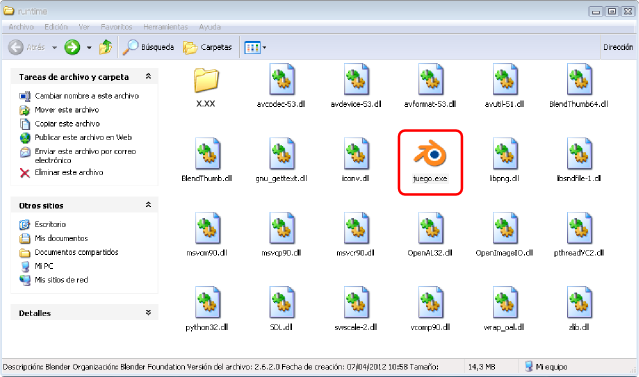 runtime
Archivo Edición Ver Favoritos Herramientas Ayuda
Atrás Búsqueda Carpetas Dirección
Tareas de archivo y carpeta
Cambiar nombre a este archivo
Mover este archivo
Copiar este archivo
Publicar este archivo en Web
Enviar este archivo por correo
electrónico
Eliminar este archivo
Otros sitios
Escritorio
Mis documentos
Documentos compartidos
Mi PC
Mis sitios de red
Detalles
X.XX avcodec-53.dll avdevice-53.dll avformat-53.dll avutil-51.dll BlendThumb64.dll
BlendThumb.dll gnu_gettext.dll iconv.dll juego.exe libpng.dll libsndfile-1.dll
msvcm90.dll msvcp90.dll msvcr90.dll OpenAL32.dll OpenImageIO.dll pthreadVC2.dll
python32.dll SDL.dll swscale-2.dll vcomp90.dll wrap_oal.dll zlib.dll
Descripción: Blender Organización: Blender Foundation Versión del archivo: 2.6.2.0 Fecha de creación: 07/04/2012 10:58 Tamaño: 14,3 MB Mi equipo